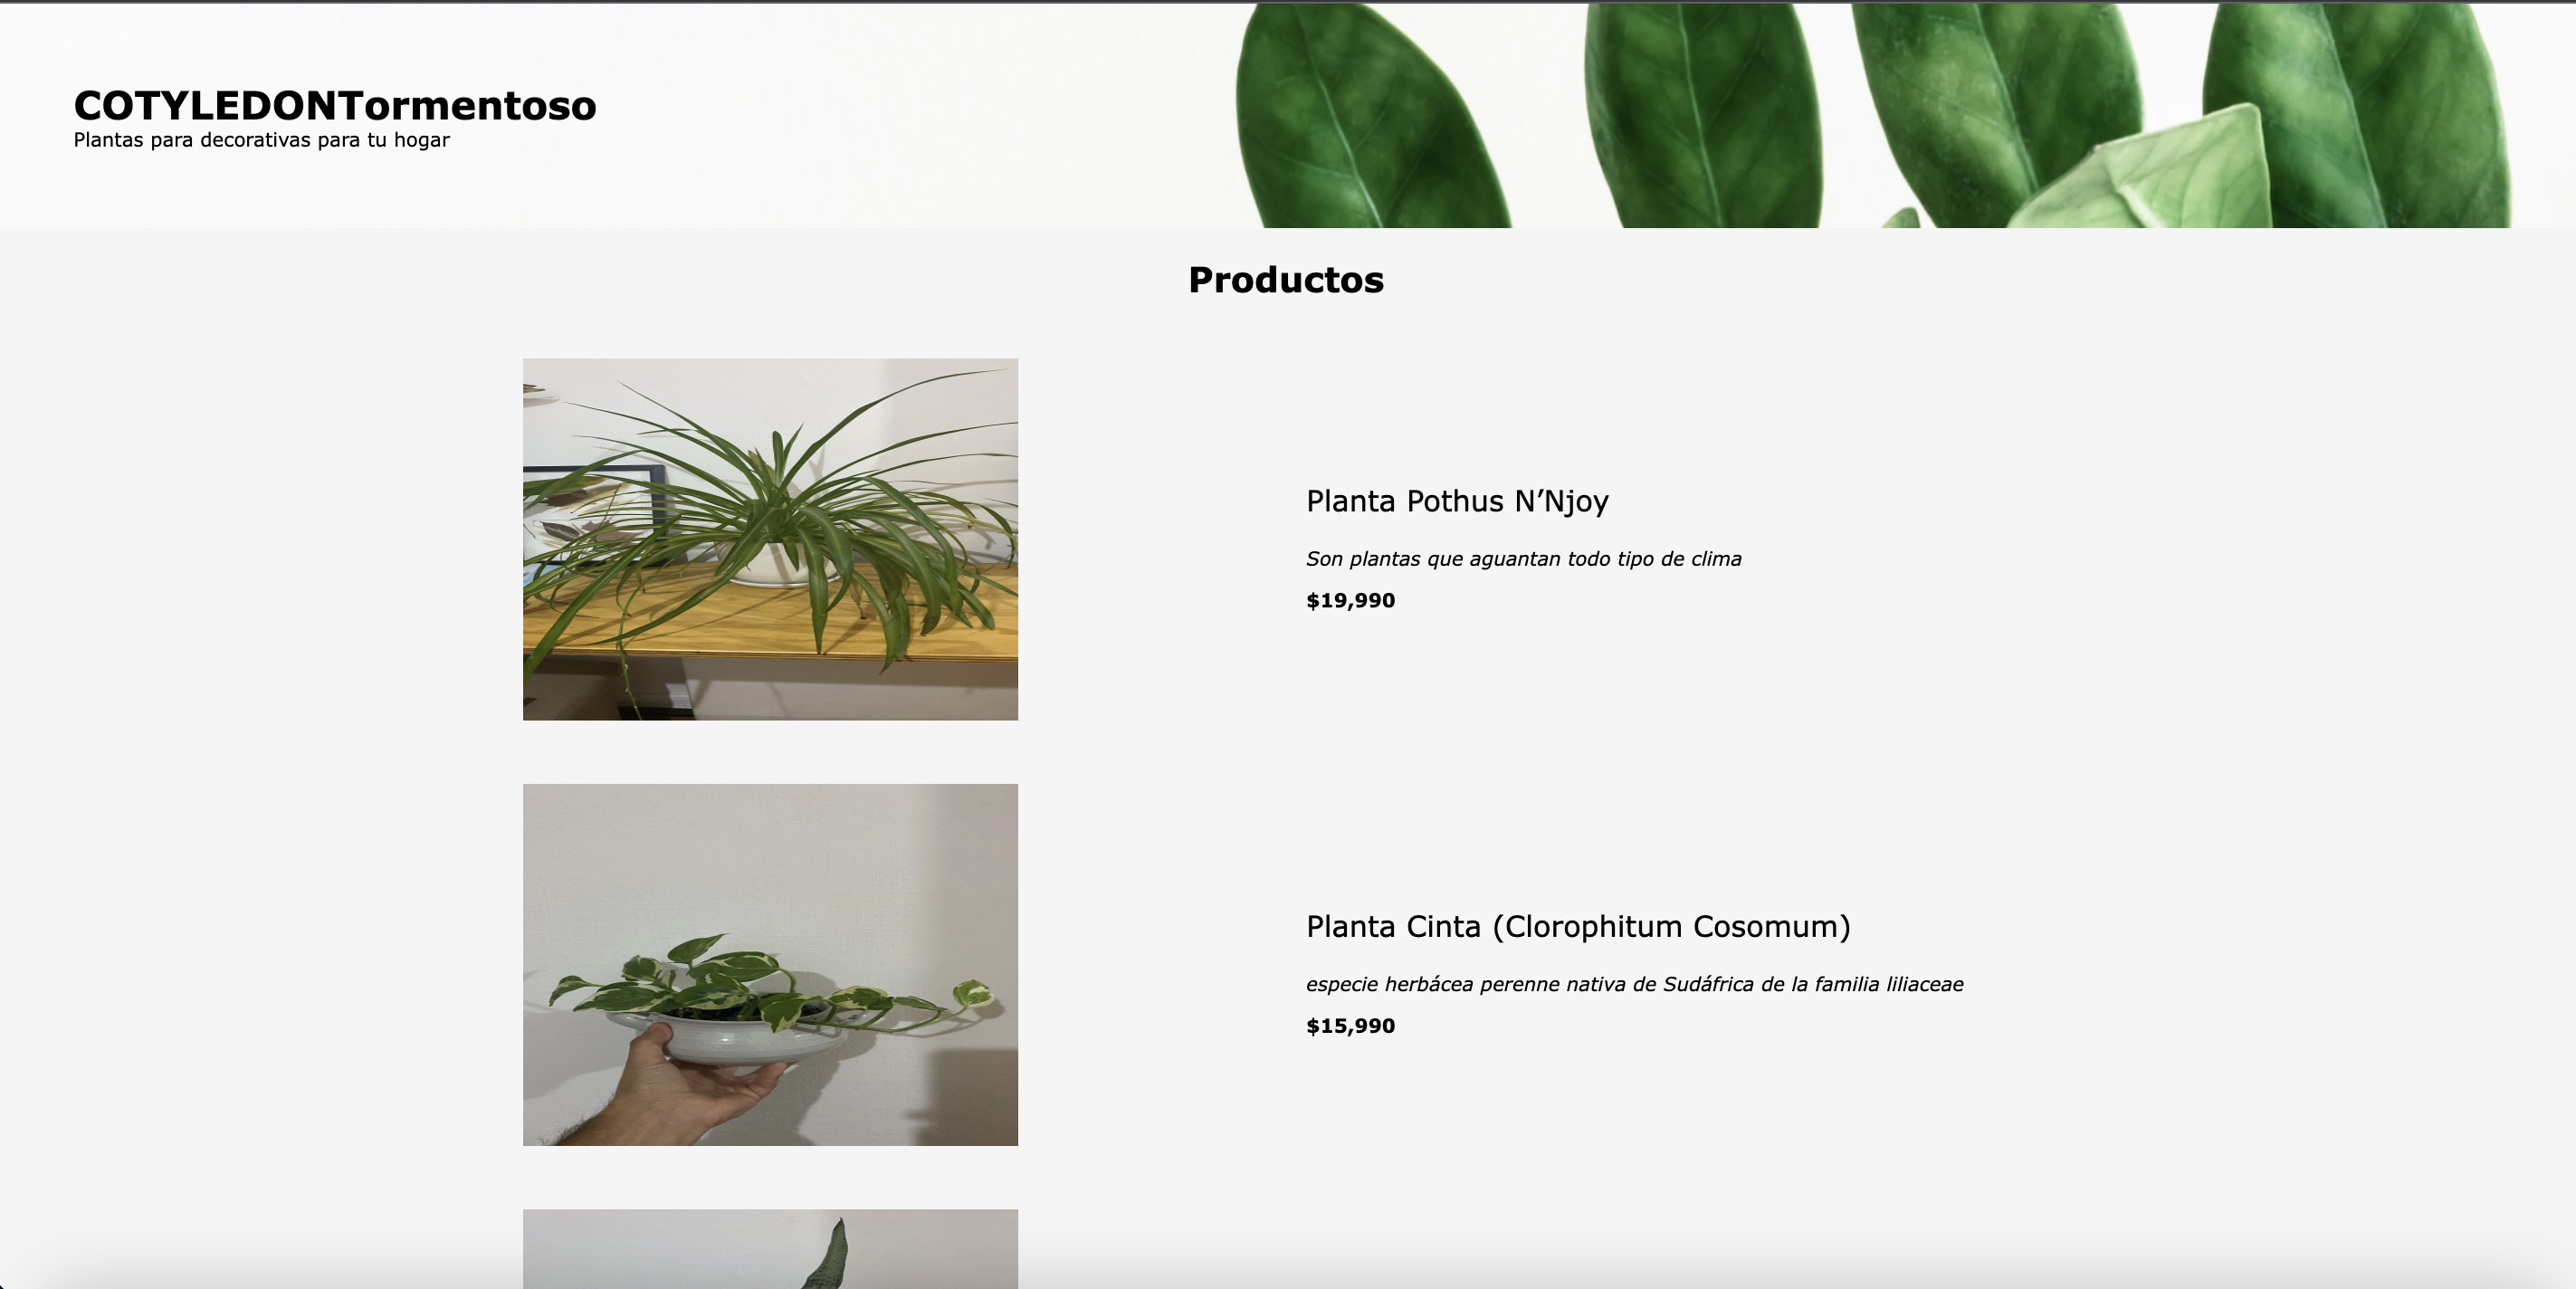 COTYLEDONTormentoso
Plantas para decorativas para tu hogar
Productos
Planta Pothus N’Njoy
Son plantas que aguantan todo tipo de clima
$19,990
Planta Cinta (Clorophitum Cosomum)
especie herbácea perenne nativa de Sudáfrica de la familia liliaceae
$15,990